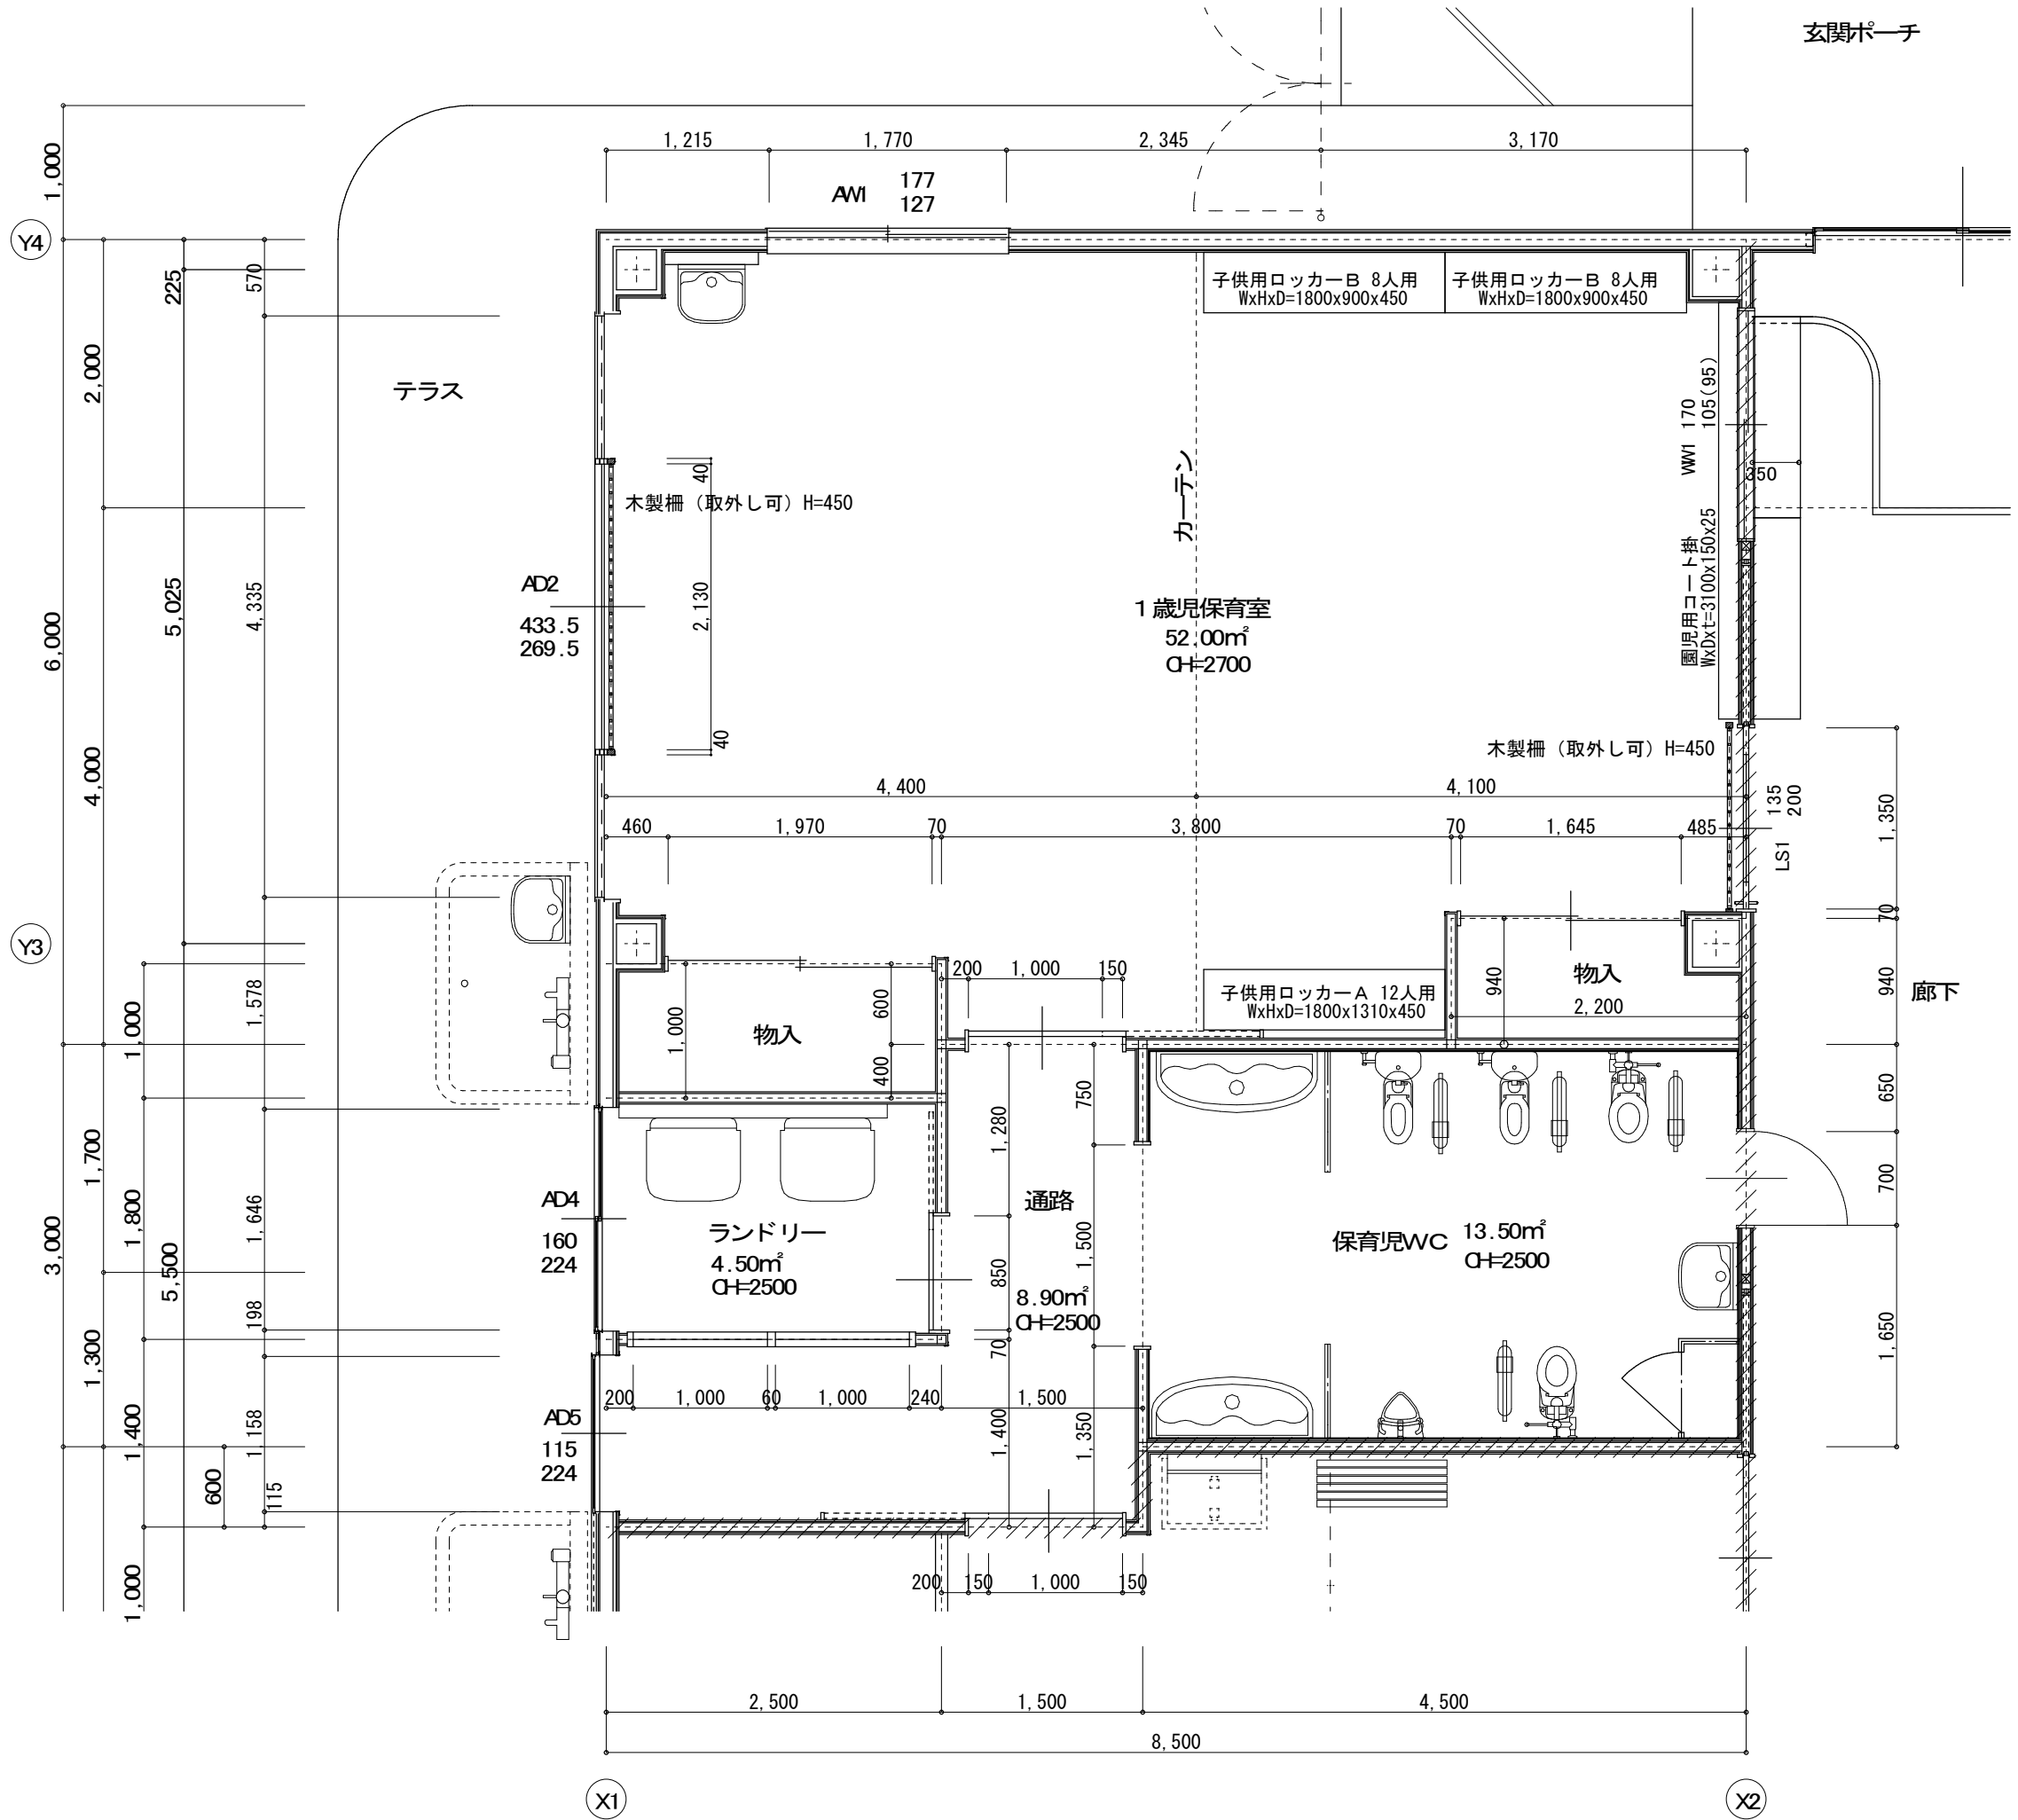 玄関ポーチ
1,215
1,770
2,345
3,170
AW1
177
127
Y4
1,000
225
570
2,000
テラス
子供用ロッカーB 8人用
WxHxD=1800x900x450
子供用ロッカーB 8人用
WxHxD=1800x900x450
WW1
170
105(95)
350
40
木製柵（取外し可）H=450
カーテン
園児用コート掛
WxDxt=3100x150x25
AD2
433.5
269.5
2,130
5,025
4,335
6,000
1歳児保育室
52.00㎡
CH=2700
40
木製柵（取外し可）H=450
4,000
4,400
4,100
135
200
1,350
460
1,970
70
3,800
70
1,645
485
LS1
70
Y3
200
1,000
150
子供用ロッカーA 12人用
WxHxD=1800x1310x450
940
物入
2,200
940
廊下
1,578
1,000
物入
1,000
600
400
750
650
1,280
1,700
1,800
1,646
AD4
160
224
ランドリー
4.50㎡
CH=2500
通路
1,500
850
8.90㎡
CH=2500
保育児WC
13.50㎡
CH=2500
700
3,000
5,500
198
1,300
70
1,650
200
1,000
60
1,000
240
1,500
AD5
115
224
1,400
1,158
1,400
1,350
600
115
1,000
200
150
1,000
150
2,500
1,500
4,500
8,500
X1
X2